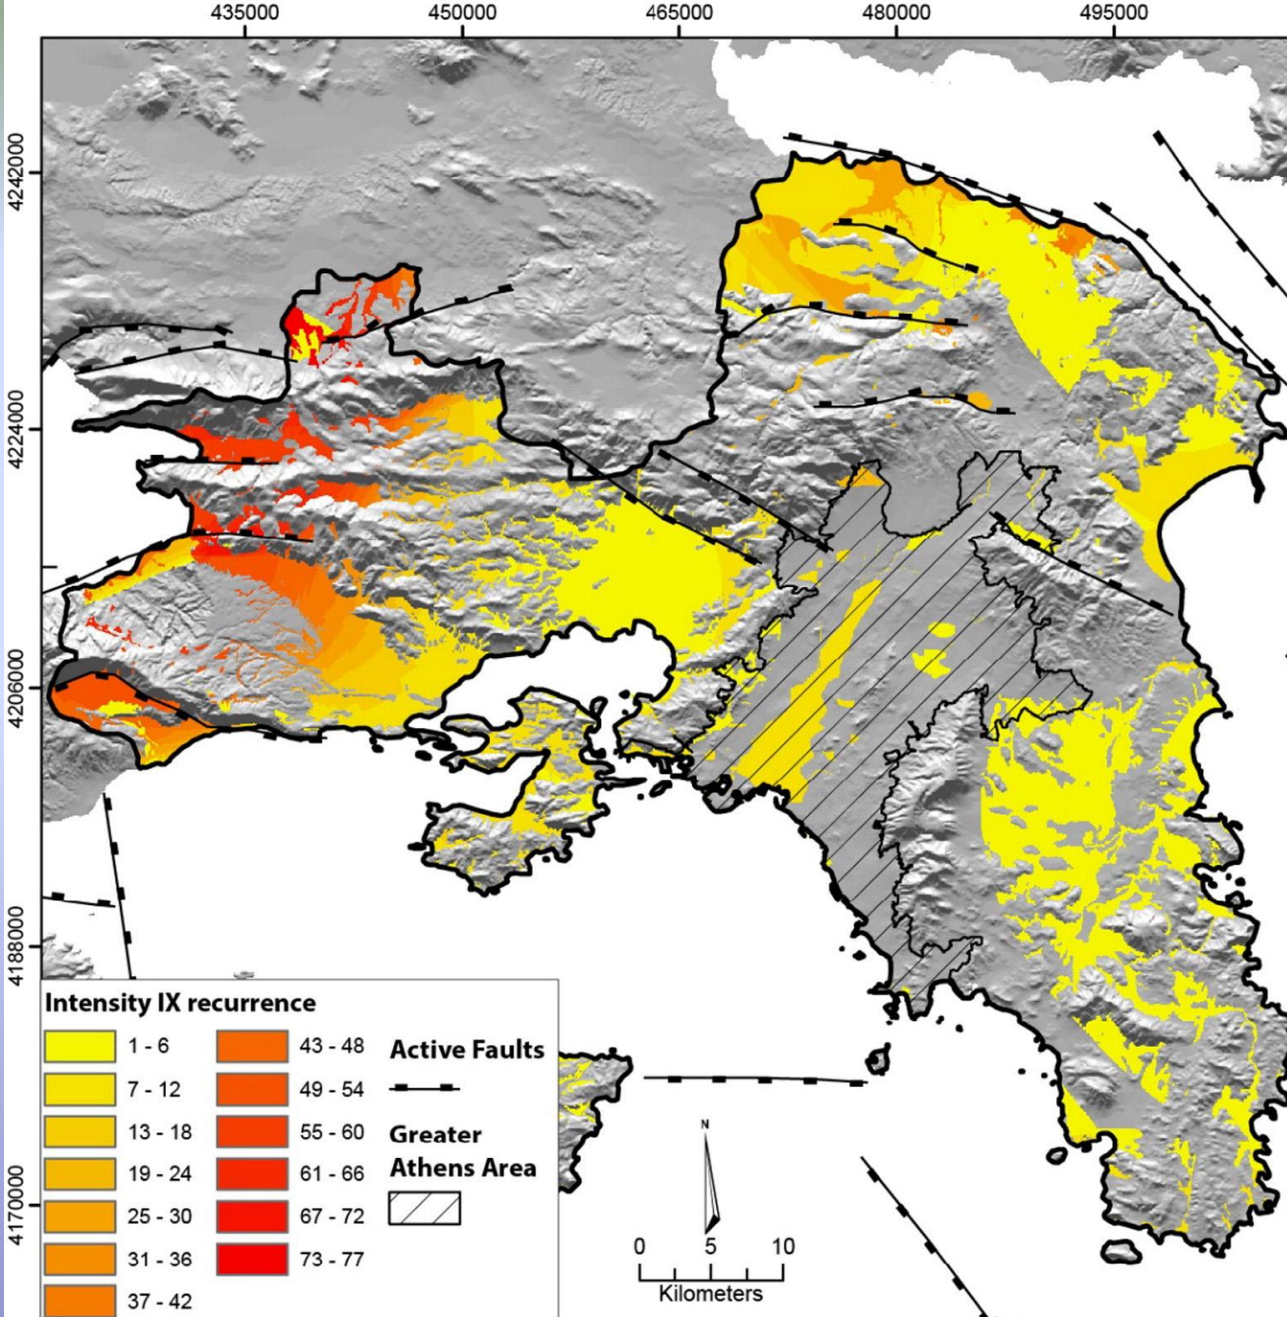 435000 450000 465000 480000 495000
4242000
4224000
4206000
4188000
4170000
Intensity IX recurrence
1 - 6
7 - 12
13 - 18
19 - 24
25 - 30
31 - 36
37 - 42
43 - 48
49 - 54
55 - 60
61 - 66
67 - 72
73 - 77
Active Faults
Greater
Athens Area
N
0 5 10
Kilometers